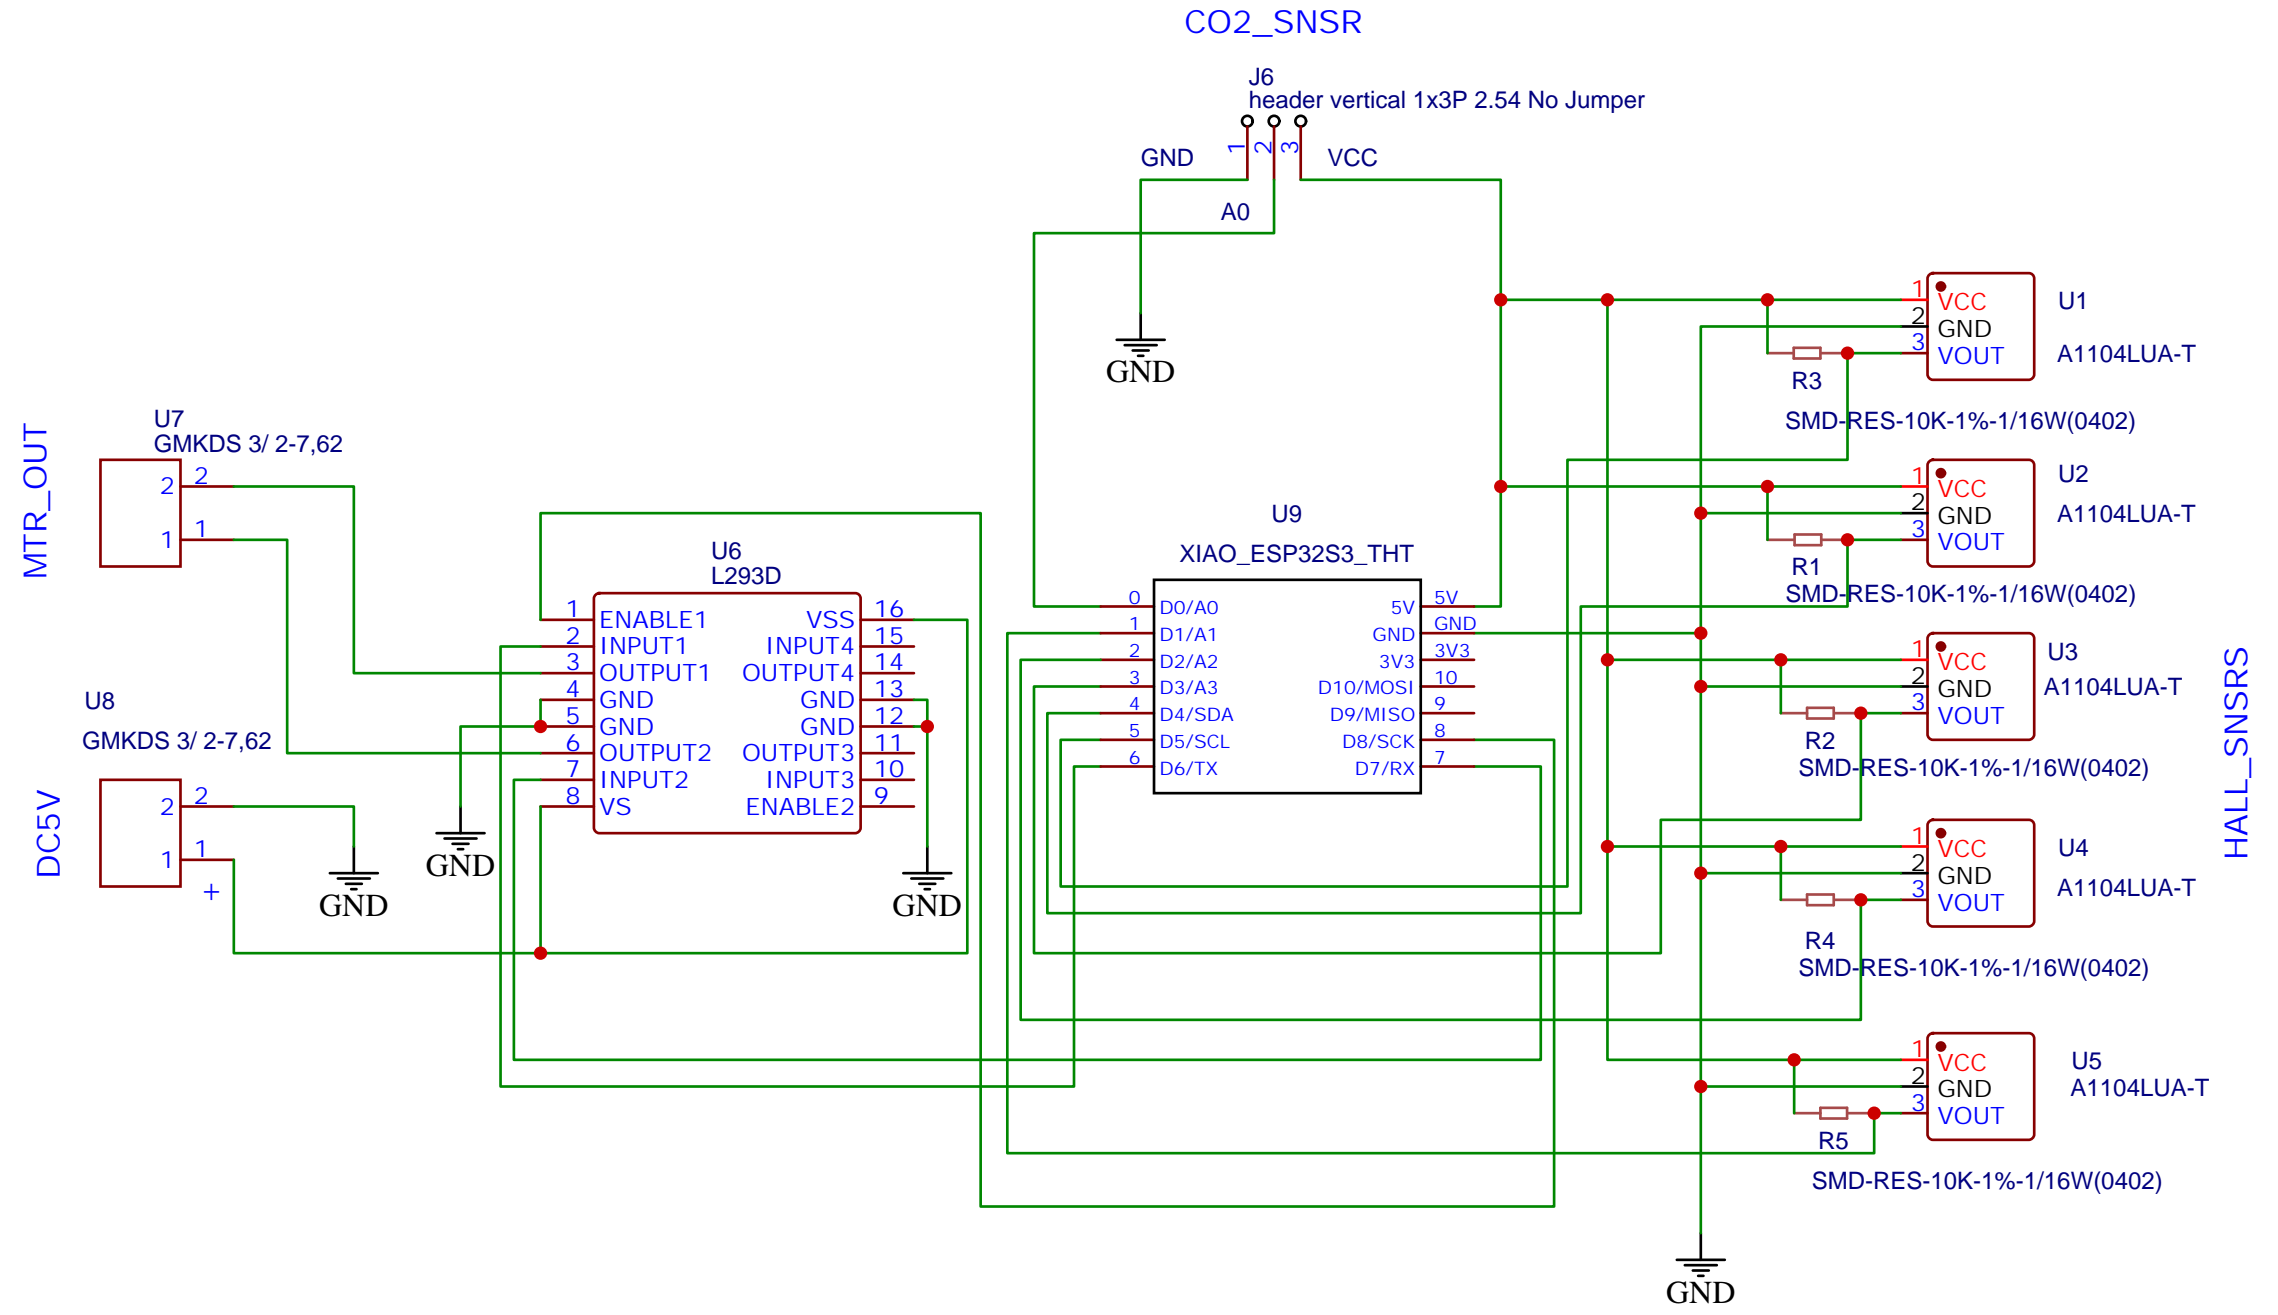 CO2_SNSR
J6
header vertical 1x3P 2.54 No Jumper
1
2
3
GND
VCC
A0
GND
MTR_OUT
U7
GMKDS 3/ 2-7,62
2 2
1 1
DC5V
U8
GMKDS 3/ 2-7,62
2 2
1 1
+
GND
GND
U6
L293D
1 ENABLE1
2 INPUT1
3 OUTPUT1
4 GND
5 GND
6 OUTPUT2
7 INPUT2
8 VS
VSS 16
INPUT4 15
OUTPUT4 14
GND 13
GND 12
OUTPUT3 11
INPUT3 10
ENABLE2 9
GND
U9
XIAO_ESP32S3_THT
0 D0/A0
1 D1/A1
2 D2/A2
3 D3/A3
4 D4/SDA
5 D5/SCL
6 D6/TX
5V 5V
GND GND
3V3 3V3
D10/MOSI 10
D9/MISO 9
D8/SCK 8
D7/RX 7
HALL_SNSRS
1 VCC
2 GND
3 VOUT
U1
A1104LUA-T
R3
SMD-RES-10K-1%-1/16W(0402)
1 VCC
2 GND
3 VOUT
U2
A1104LUA-T
R1
SMD-RES-10K-1%-1/16W(0402)
1 VCC
2 GND
3 VOUT
U3
A1104LUA-T
R2
SMD-RES-10K-1%-1/16W(0402)
1 VCC
2 GND
3 VOUT
U4
A1104LUA-T
R4
SMD-RES-10K-1%-1/16W(0402)
1 VCC
2 GND
3 VOUT
U5
A1104LUA-T
R5
SMD-RES-10K-1%-1/16W(0402)
GND